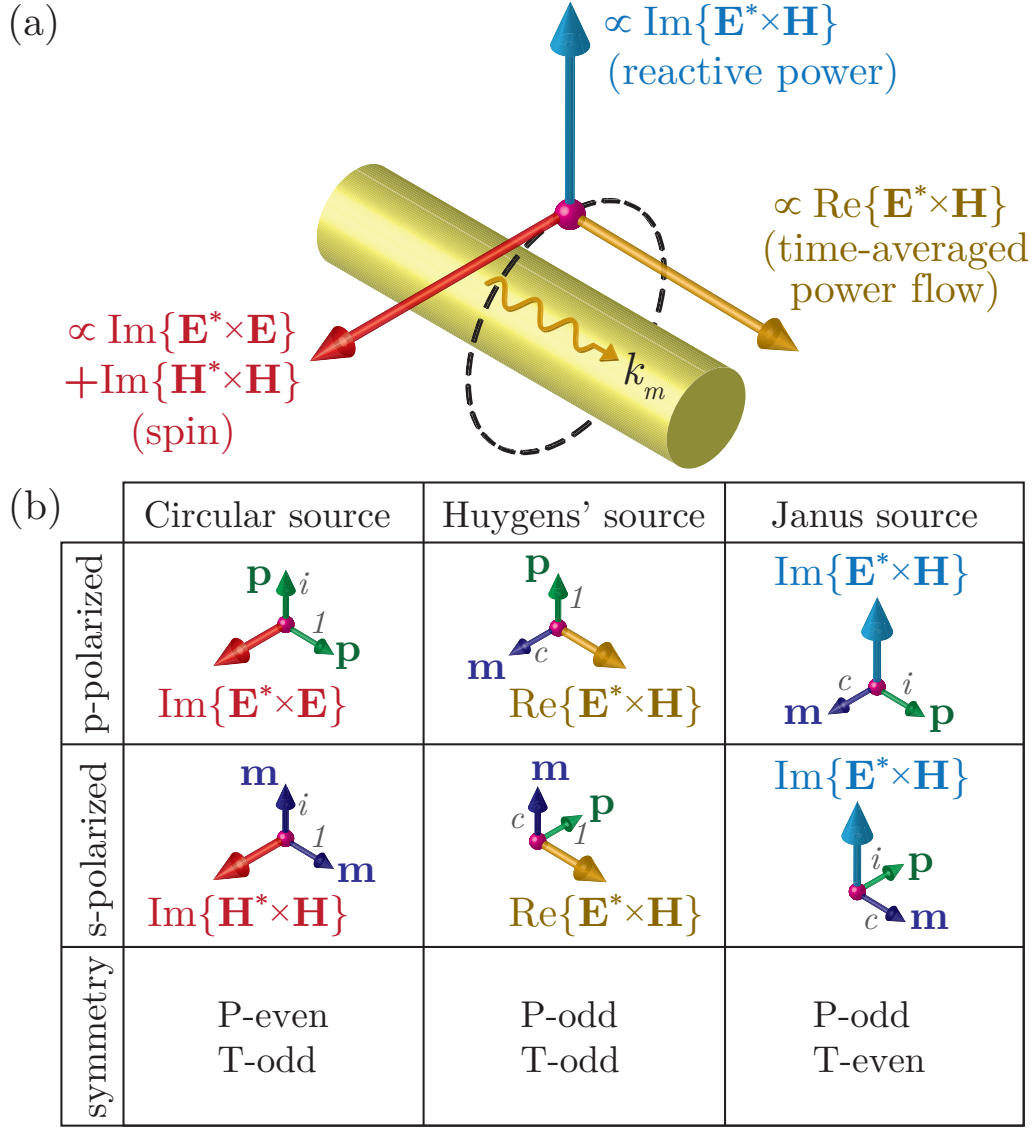 (a)
∝ Im{E*×H}
(reactive power)
∝ Re{E*×H}
(time-averaged
power flow)
∝ Im{E*×E}
+Im{H*×H}
(spin)
k_m
(b)
Circular source
Huygens' source
Janus source
p-polarized
p
i
1
p
Im{E*×E}
p
1
c
m
Re{E*×H}
Im{E*×H}
c
i
m
p
s-polarized
m
i
1
m
Im{H*×H}
m
c
p
1
Re{E*×H}
Im{E*×H}
i
p
c
m
symmetry
P-even
T-odd
P-odd
T-odd
P-odd
T-even